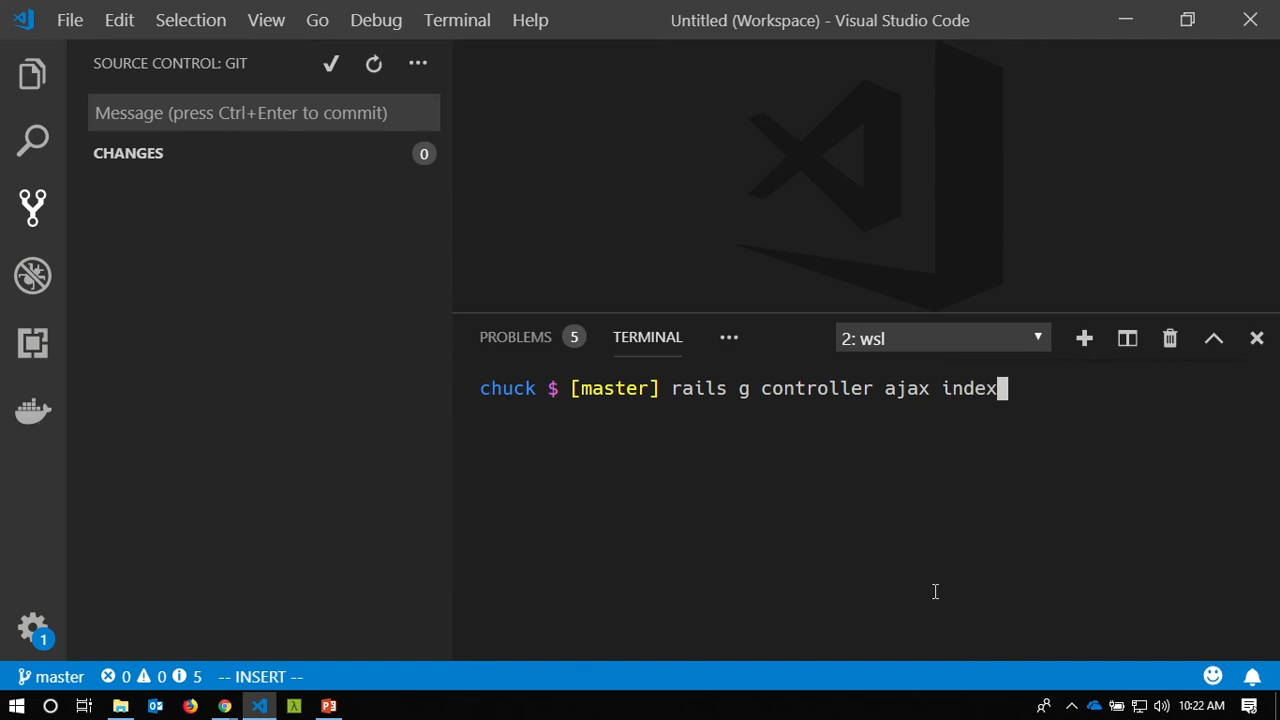 File Edit Selection View Go Debug Terminal Help
Untitled (Workspace) - Visual Studio Code
SOURCE CONTROL: GIT
Message (press Ctrl+Enter to commit)
CHANGES 0
PROBLEMS 5 TERMINAL 2: wsl
chuck $ [master] rails g controller ajax index
1
master 0 0 5 -- INSERT --
10:22 AM